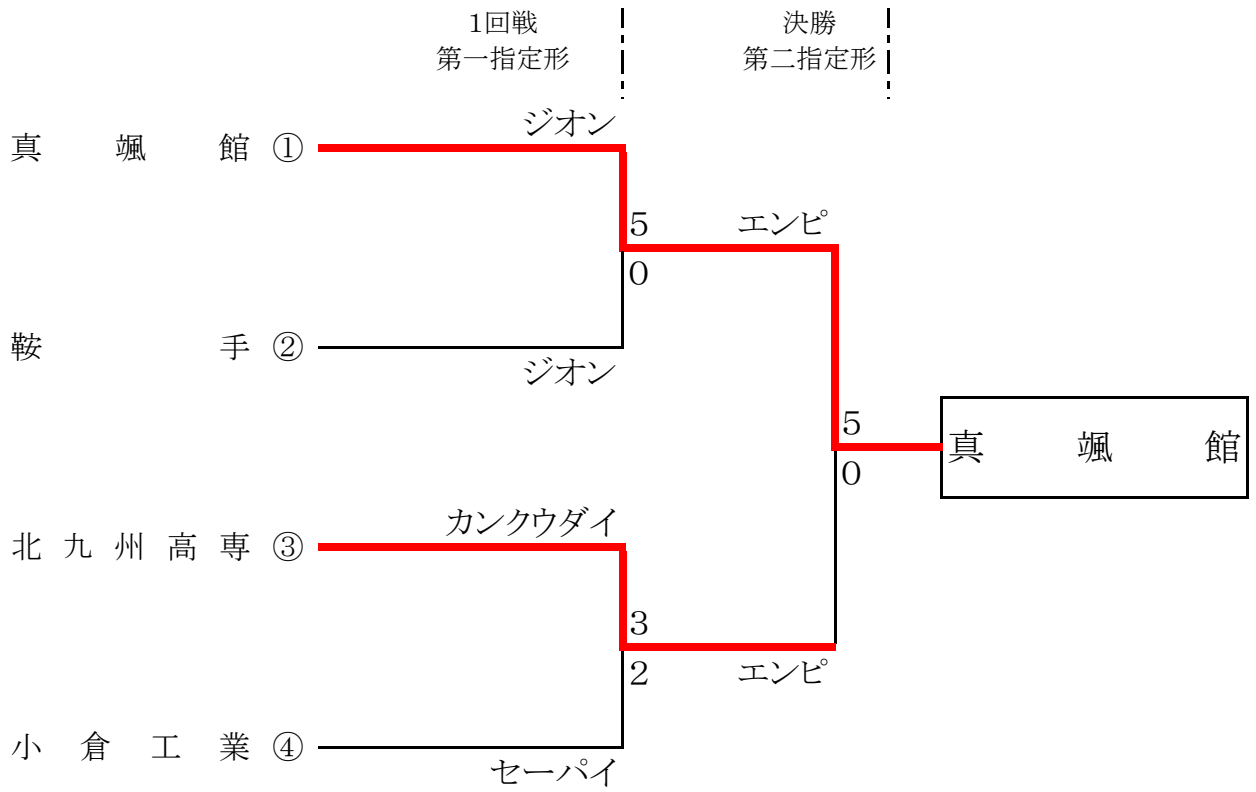 1回戦
第一指定形
決勝
第二指定形
ジオン
真颯館 ①
5
エンピ
0
鞍手 ②
ジオン
5
真颯館
0
カンクウダイ
北九州高専 ③
3
2
エンピ
小倉工業 ④
セーパイ